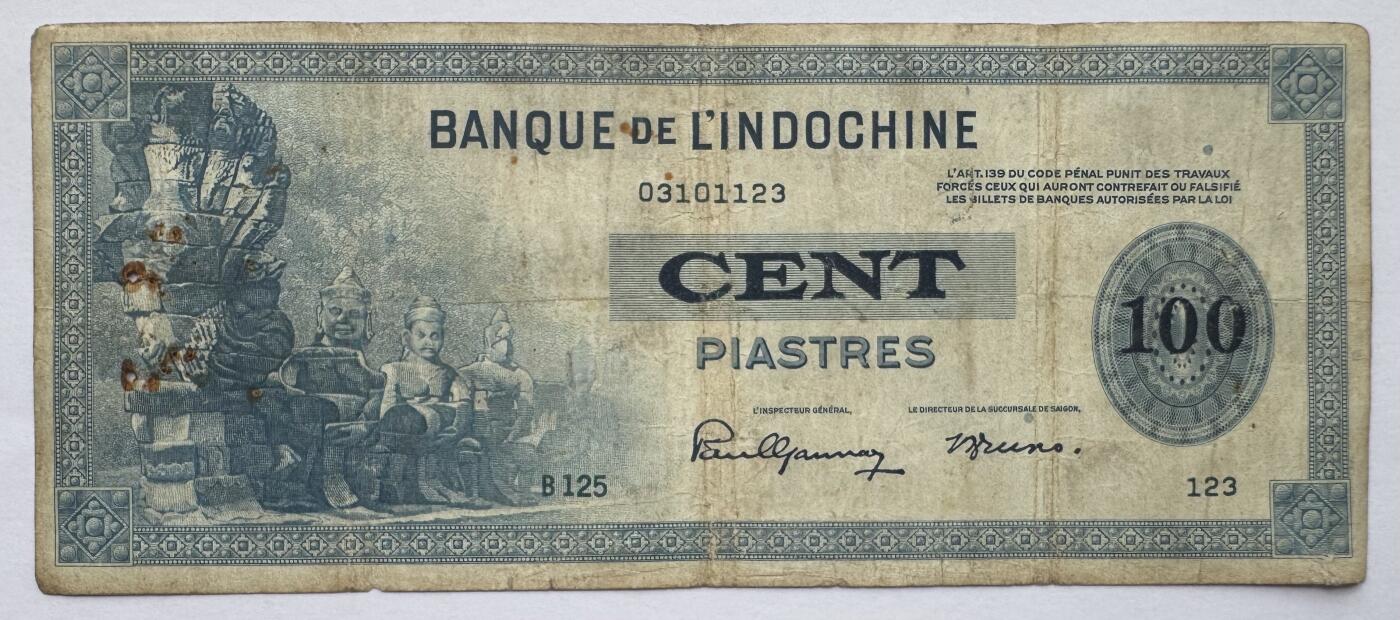 BANQUE DE L'INDOCHINE
03101123
L'ART.139 DU CODE PÉNAL PUNIT DES TRAVAUX
FORCÉS CEUX QUI AURONT CONTREFAIT OU FALSIFIÉ
LES BILLETS DE BANQUES AUTORISÉES PAR LA LOI
CENT
100
PIASTRES
L'INSPECTEUR GÉNÉRAL,
LE DIRECTEUR DE LA SUCCURSALE DE SAIGON,
B 125
123